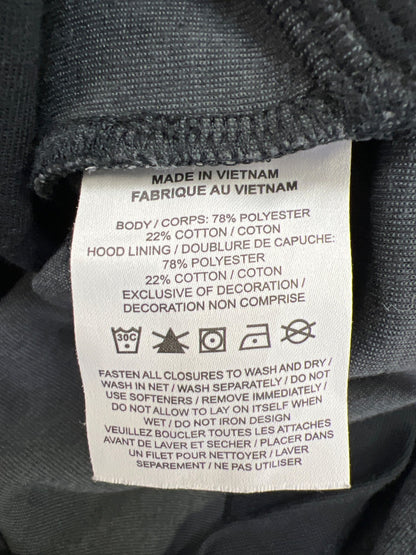 MADE IN VIETNAM
FABRIQUE AU VIETNAM
BODY / CORPS: 78% POLYESTER
22% COTTON / COTON
HOOD LINING / DOUBLURE DE CAPUCHE:
78% POLYESTER
22% COTTON / COTON
EXCLUSIVE OF DECORATION /
DECORATION NON COMPRISE
30C
FASTEN ALL CLOSURES TO WASH AND DRY /
WASH IN NET / WASH SEPARATELY / DO NOT
USE SOFTENERS / REMOVE IMMEDIATELY /
DO NOT ALLOW TO LAY ON ITSELF WHEN
WET / DO NOT IRON DESIGN
VEUILLEZ BOUCLER TOUTES LES ATTACHES
AVANT DE LAVER ET SECHER / PLACER DANS
UN FILET POUR NETTOYER / LAVER
SEPARATEMENT / NE PAS UTILISER